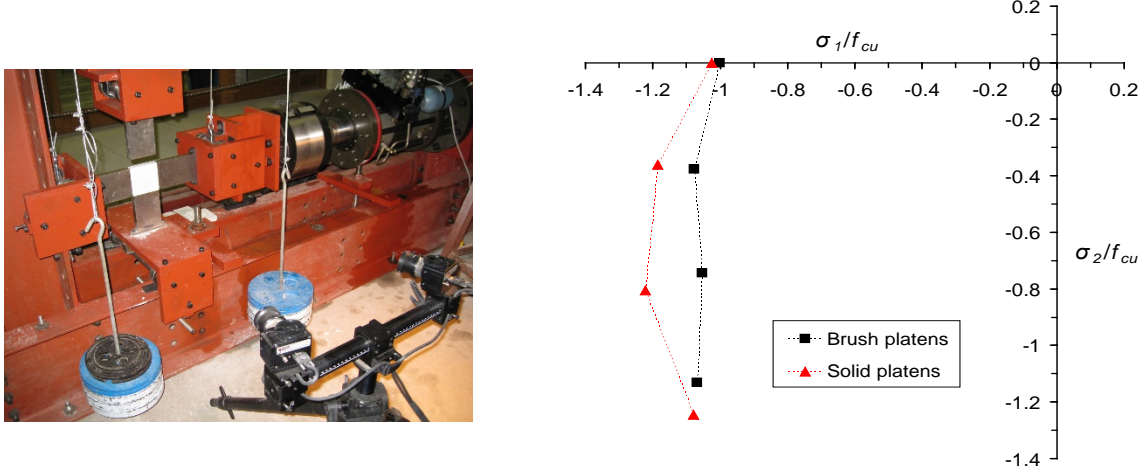 0.2
σ₁/f_cu
0
-1.4 -1.2 -1 -0.8 -0.6 -0.4 -0.2 0 0.2
-0.2
-0.4
-0.6
σ₂/f_cu
-0.8
Brush platens
-1
Solid platens
-1.2
-1.4